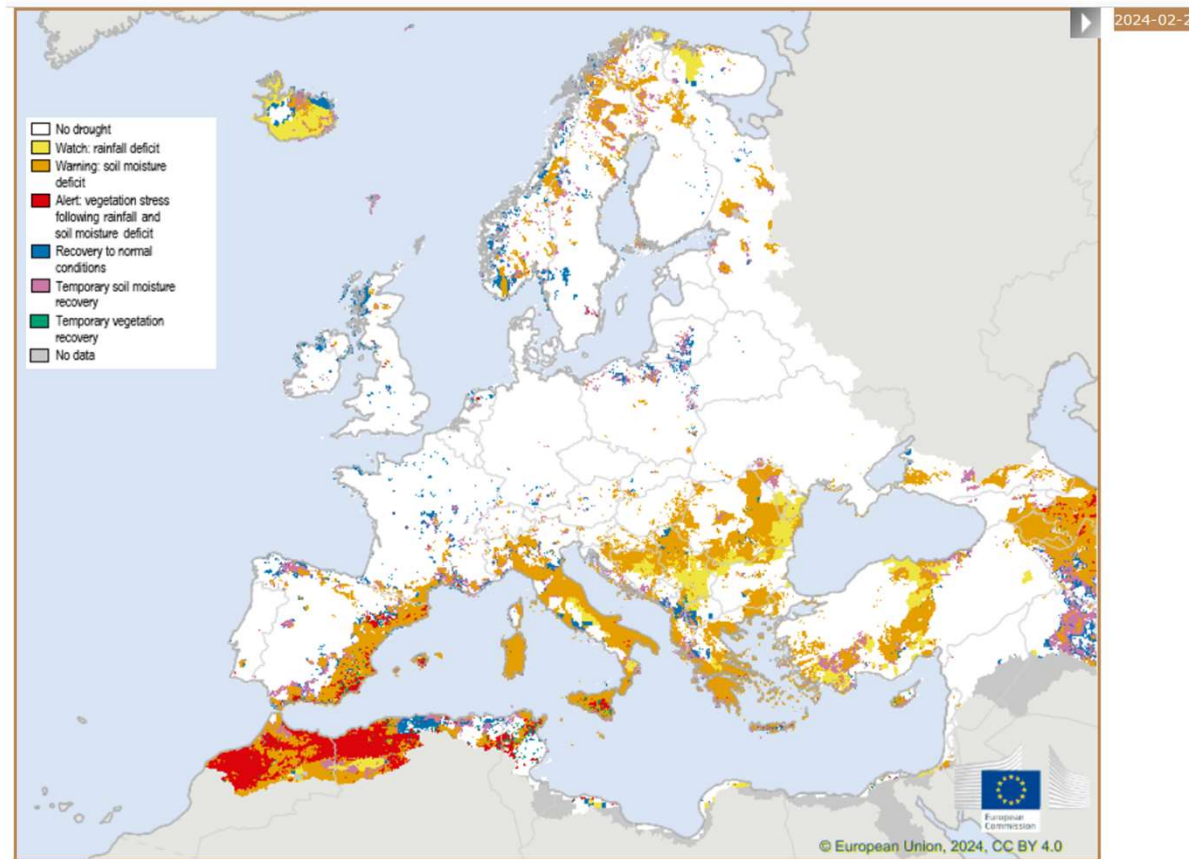 2024-02-2
No drought
Watch: rainfall deficit
Warning: soil moisture
deficit
Alert: vegetation stress
following rainfall and
soil moisture deficit
Recovery to normal
conditions
Temporary soil moisture
recovery
Temporary vegetation
recovery
No data
European
Commission
© European Union, 2024, CC BY 4.0